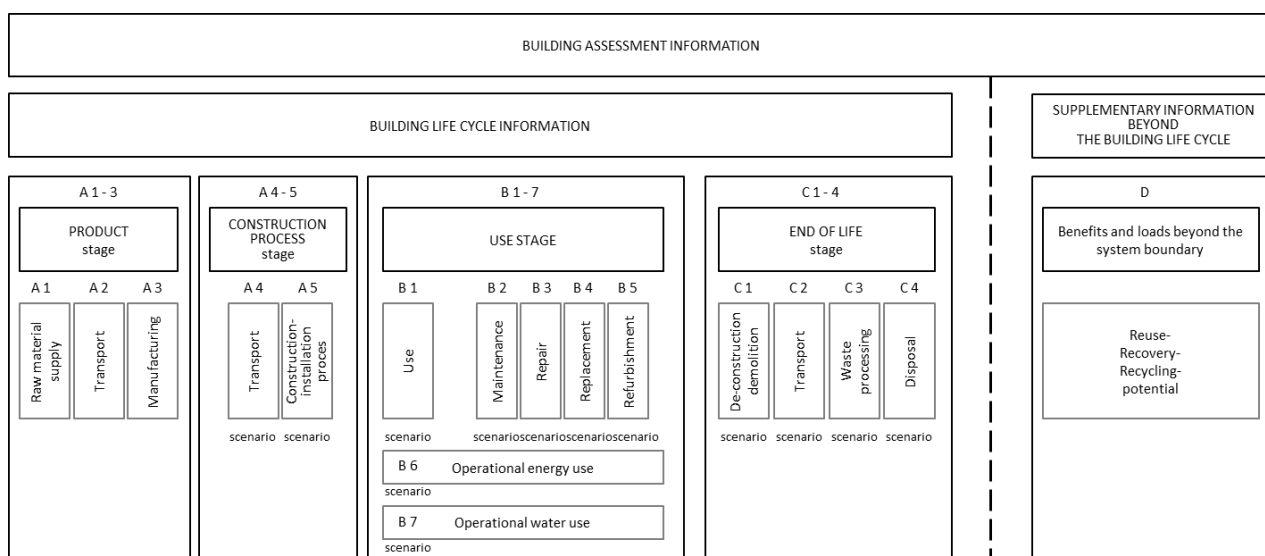 BUILDING ASSESSMENT INFORMATION
BUILDING LIFE CYCLE INFORMATION
SUPPLEMENTARY INFORMATION
BEYOND
THE BUILDING LIFE CYCLE
A 1 - 3
PRODUCT
stage
A 1
A 2
A 3
Raw material
supply
Transport
Manufacturing
A 4 - 5
CONSTRUCTION
PROCESS
stage
A 4
A 5
Transport
Construction-
installation
proces
scenario
scenario
B 1 - 7
USE STAGE
B 1
B 2
B 3
B 4
B 5
Use
Maintenance
Repair
Replacement
Refurbishment
scenario
scenario
scenario
scenario
scenario
B 6
Operational energy use
scenario
B 7
Operational water use
scenario
C 1 - 4
END OF LIFE
stage
C 1
C 2
C 3
C 4
De-construction
demolition
Transport
Waste
processing
Disposal
scenario
scenario
scenario
scenario
D
Benefits and loads beyond the
system boundary
Reuse-
Recovery-
Recycling-
potential